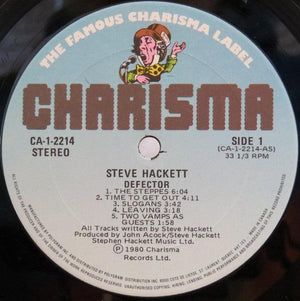 THE FAMOUS CHARISMA LABEL
CHARISMA
CA-1-2214
STEREO
SIDE 1
(CA-1-2214-AS)
33 1/3 RPM
STEVE HACKETT
DEFECTOR
1. THE STEPPES 6:04
2. TIME TO GET OUT 4:11
3. SLOGANS 3:42
4. LEAVING 3:18
5. TWO VAMPS AS
GUESTS 1:58
All Tracks written by Steve Hackett
Produced by John Acock/Steve Hackett
Stephen Hackett Music Ltd.
Ⓟ 1980 Charisma
Records Ltd.